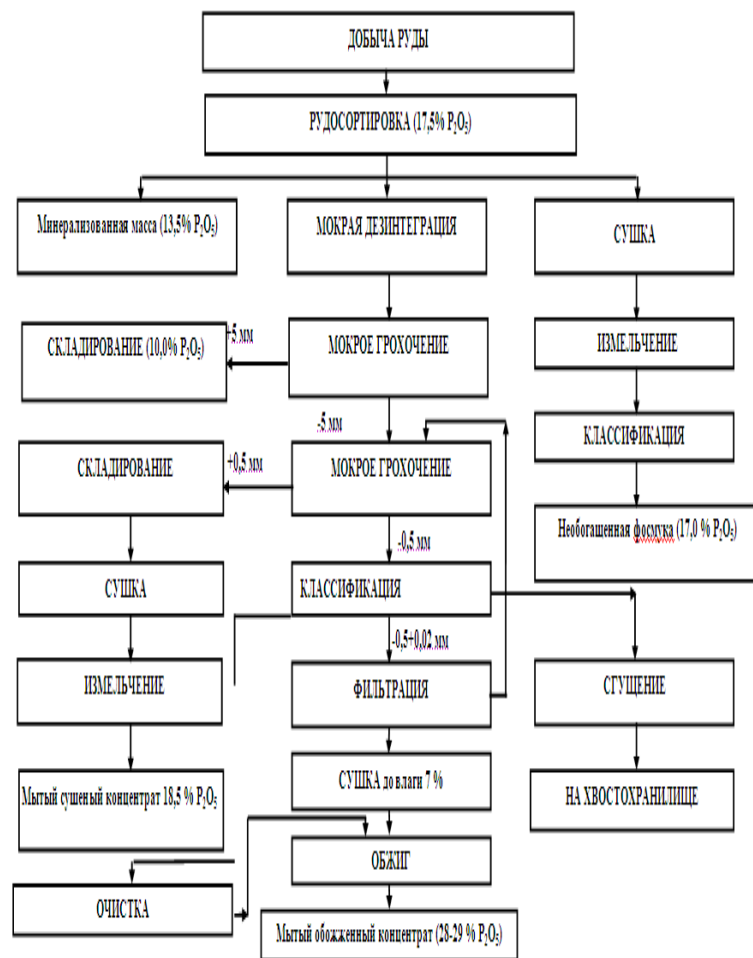 ДОБЫЧА РУДЫ
РУДОСОРТИРОВКА (17,5% P₂O₅)
Минерализованная масса (13,5% P₂O₅)
МОКРАЯ ДЕЗИНТЕГРАЦИЯ
СУШКА
+5 мм
СКЛАДИРОВАНИЕ (10,0% P₂O₅)
МОКРОЕ ГРОХОЧЕНИЕ
ИЗМЕЛЬЧЕНИЕ
-5 мм
КЛАССИФИКАЦИЯ
СКЛАДИРОВАНИЕ
+0,5 мм
МОКРОЕ ГРОХОЧЕНИЕ
Необогашенная фосмука (17,0 % P₂O₅)
-0,5 мм
СУШКА
КЛАССИФИКАЦИЯ
-0,5+0,02 мм
ИЗМЕЛЬЧЕНИЕ
ФИЛЬТРАЦИЯ
СГУЩЕНИЕ
Мытый сушеный концентрат 18,5 % P₂O₅
СУШКА до влаги 7 %
НА ХВОСТОХРАНИЛИЩЕ
ОБЖИГ
ОЧИСТКА
Мытый обожженный концентрат (28-29 % P₂O₅)